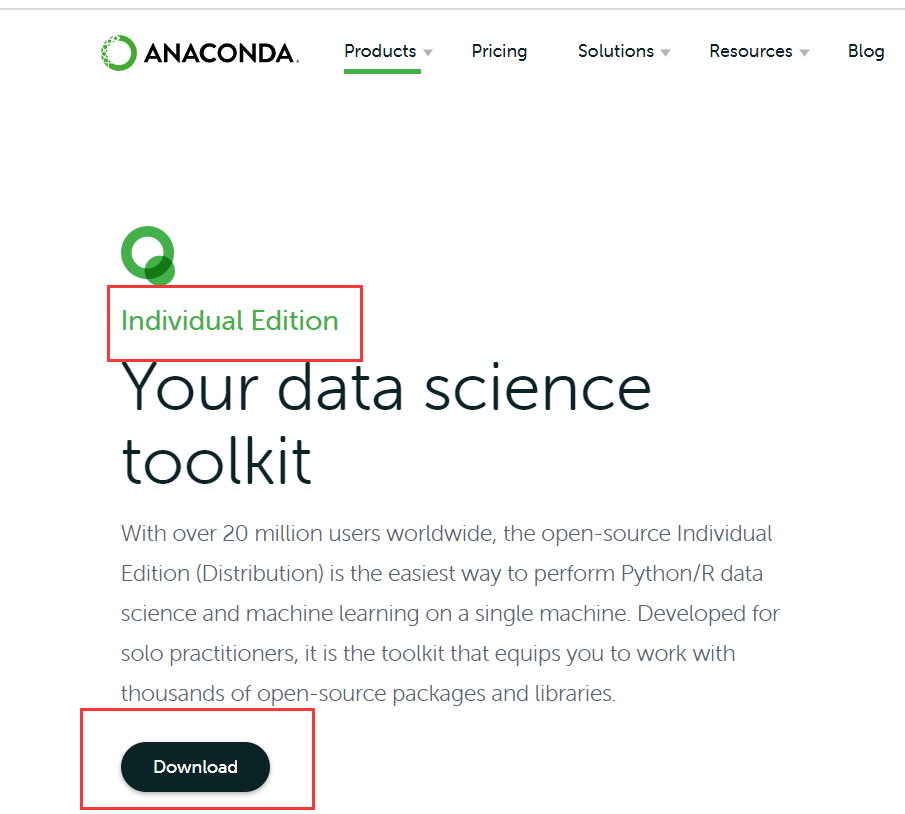 ANACONDA.
Products Pricing Solutions Resources Blog
Individual Edition
Your data science
toolkit
With over 20 million users worldwide, the open-source Individual
Edition (Distribution) is the easiest way to perform Python/R data
science and machine learning on a single machine. Developed for
solo practitioners, it is the toolkit that equips you to work with
thousands of open-source packages and libraries.
Download